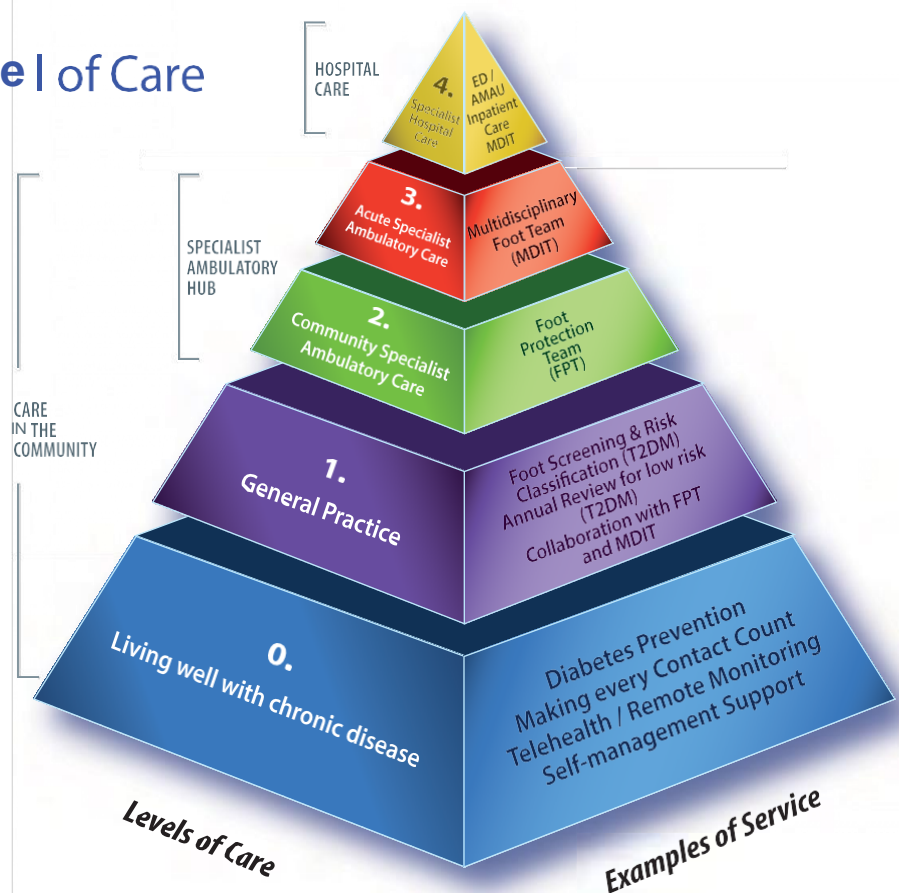 el of Care
HOSPITAL
CARE
4.
Specialist
Hospital
Care
ED /
AMAU
Inpatient
Care
MDIT
3.
Acute Specialist
Ambulatory Care
Multidisciplinary
Foot Team
(MDIT)
SPECIALIST
AMBULATORY
HUB
2.
Community Specialist
Ambulatory Care
Foot
Protection
Team
(FPT)
CARE
IN THE
COMMUNITY
1.
General Practice
Foot Screening & Risk
Classification (T2DM)
Annual Review for low risk
(T2DM)
Collaboration with FPT
and MDIT
0.
Living well with chronic disease
Diabetes Prevention
Making every Contact Count
Telehealth / Remote Monitoring
Self-management Support
Levels of Care
Examples of Service